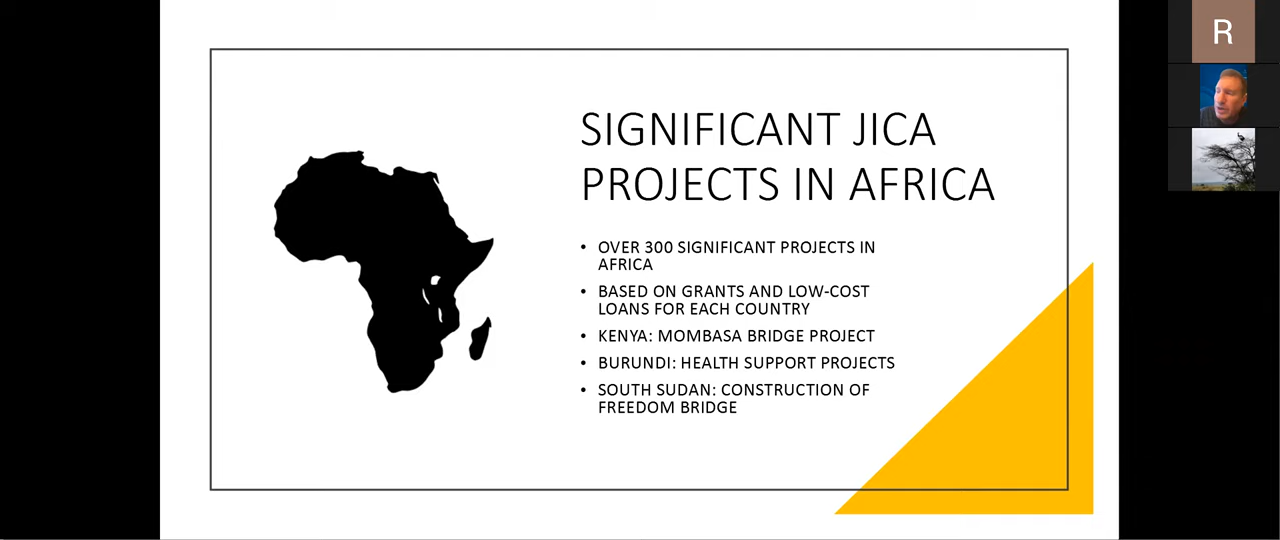 SIGNIFICANT JICA
PROJECTS IN AFRICA
• OVER 300 SIGNIFICANT PROJECTS IN
AFRICA
• BASED ON GRANTS AND LOW-COST
LOANS FOR EACH COUNTRY
• KENYA: MOMBASA BRIDGE PROJECT
• BURUNDI: HEALTH SUPPORT PROJECTS
• SOUTH SUDAN: CONSTRUCTION OF
FREEDOM BRIDGE
R